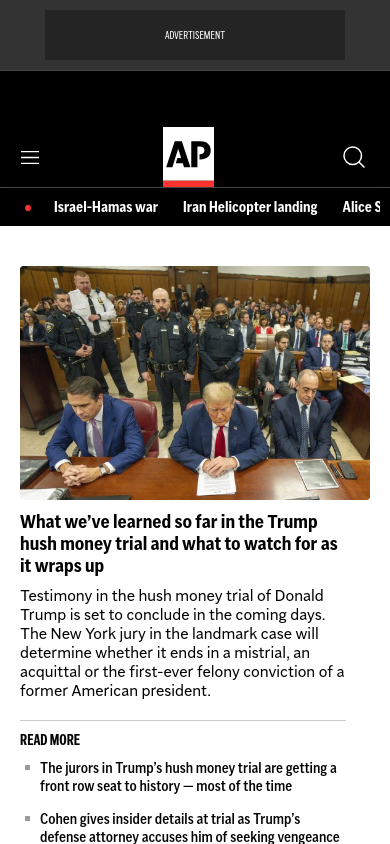 ADVERTISEMENT
AP
Israel-Hamas war
Iran Helicopter landing
Alice S
What we’ve learned so far in the Trump
hush money trial and what to watch for as
it wraps up
Testimony in the hush money trial of Donald
Trump is set to conclude in the coming days.
The New York jury in the landmark case will
determine whether it ends in a mistrial, an
acquittal or the first-ever felony conviction of a
former American president.
READ MORE
The jurors in Trump’s hush money trial are getting a
front row seat to history — most of the time
Cohen gives insider details at trial as Trump’s
defense attorney accuses him of seeking vengeance